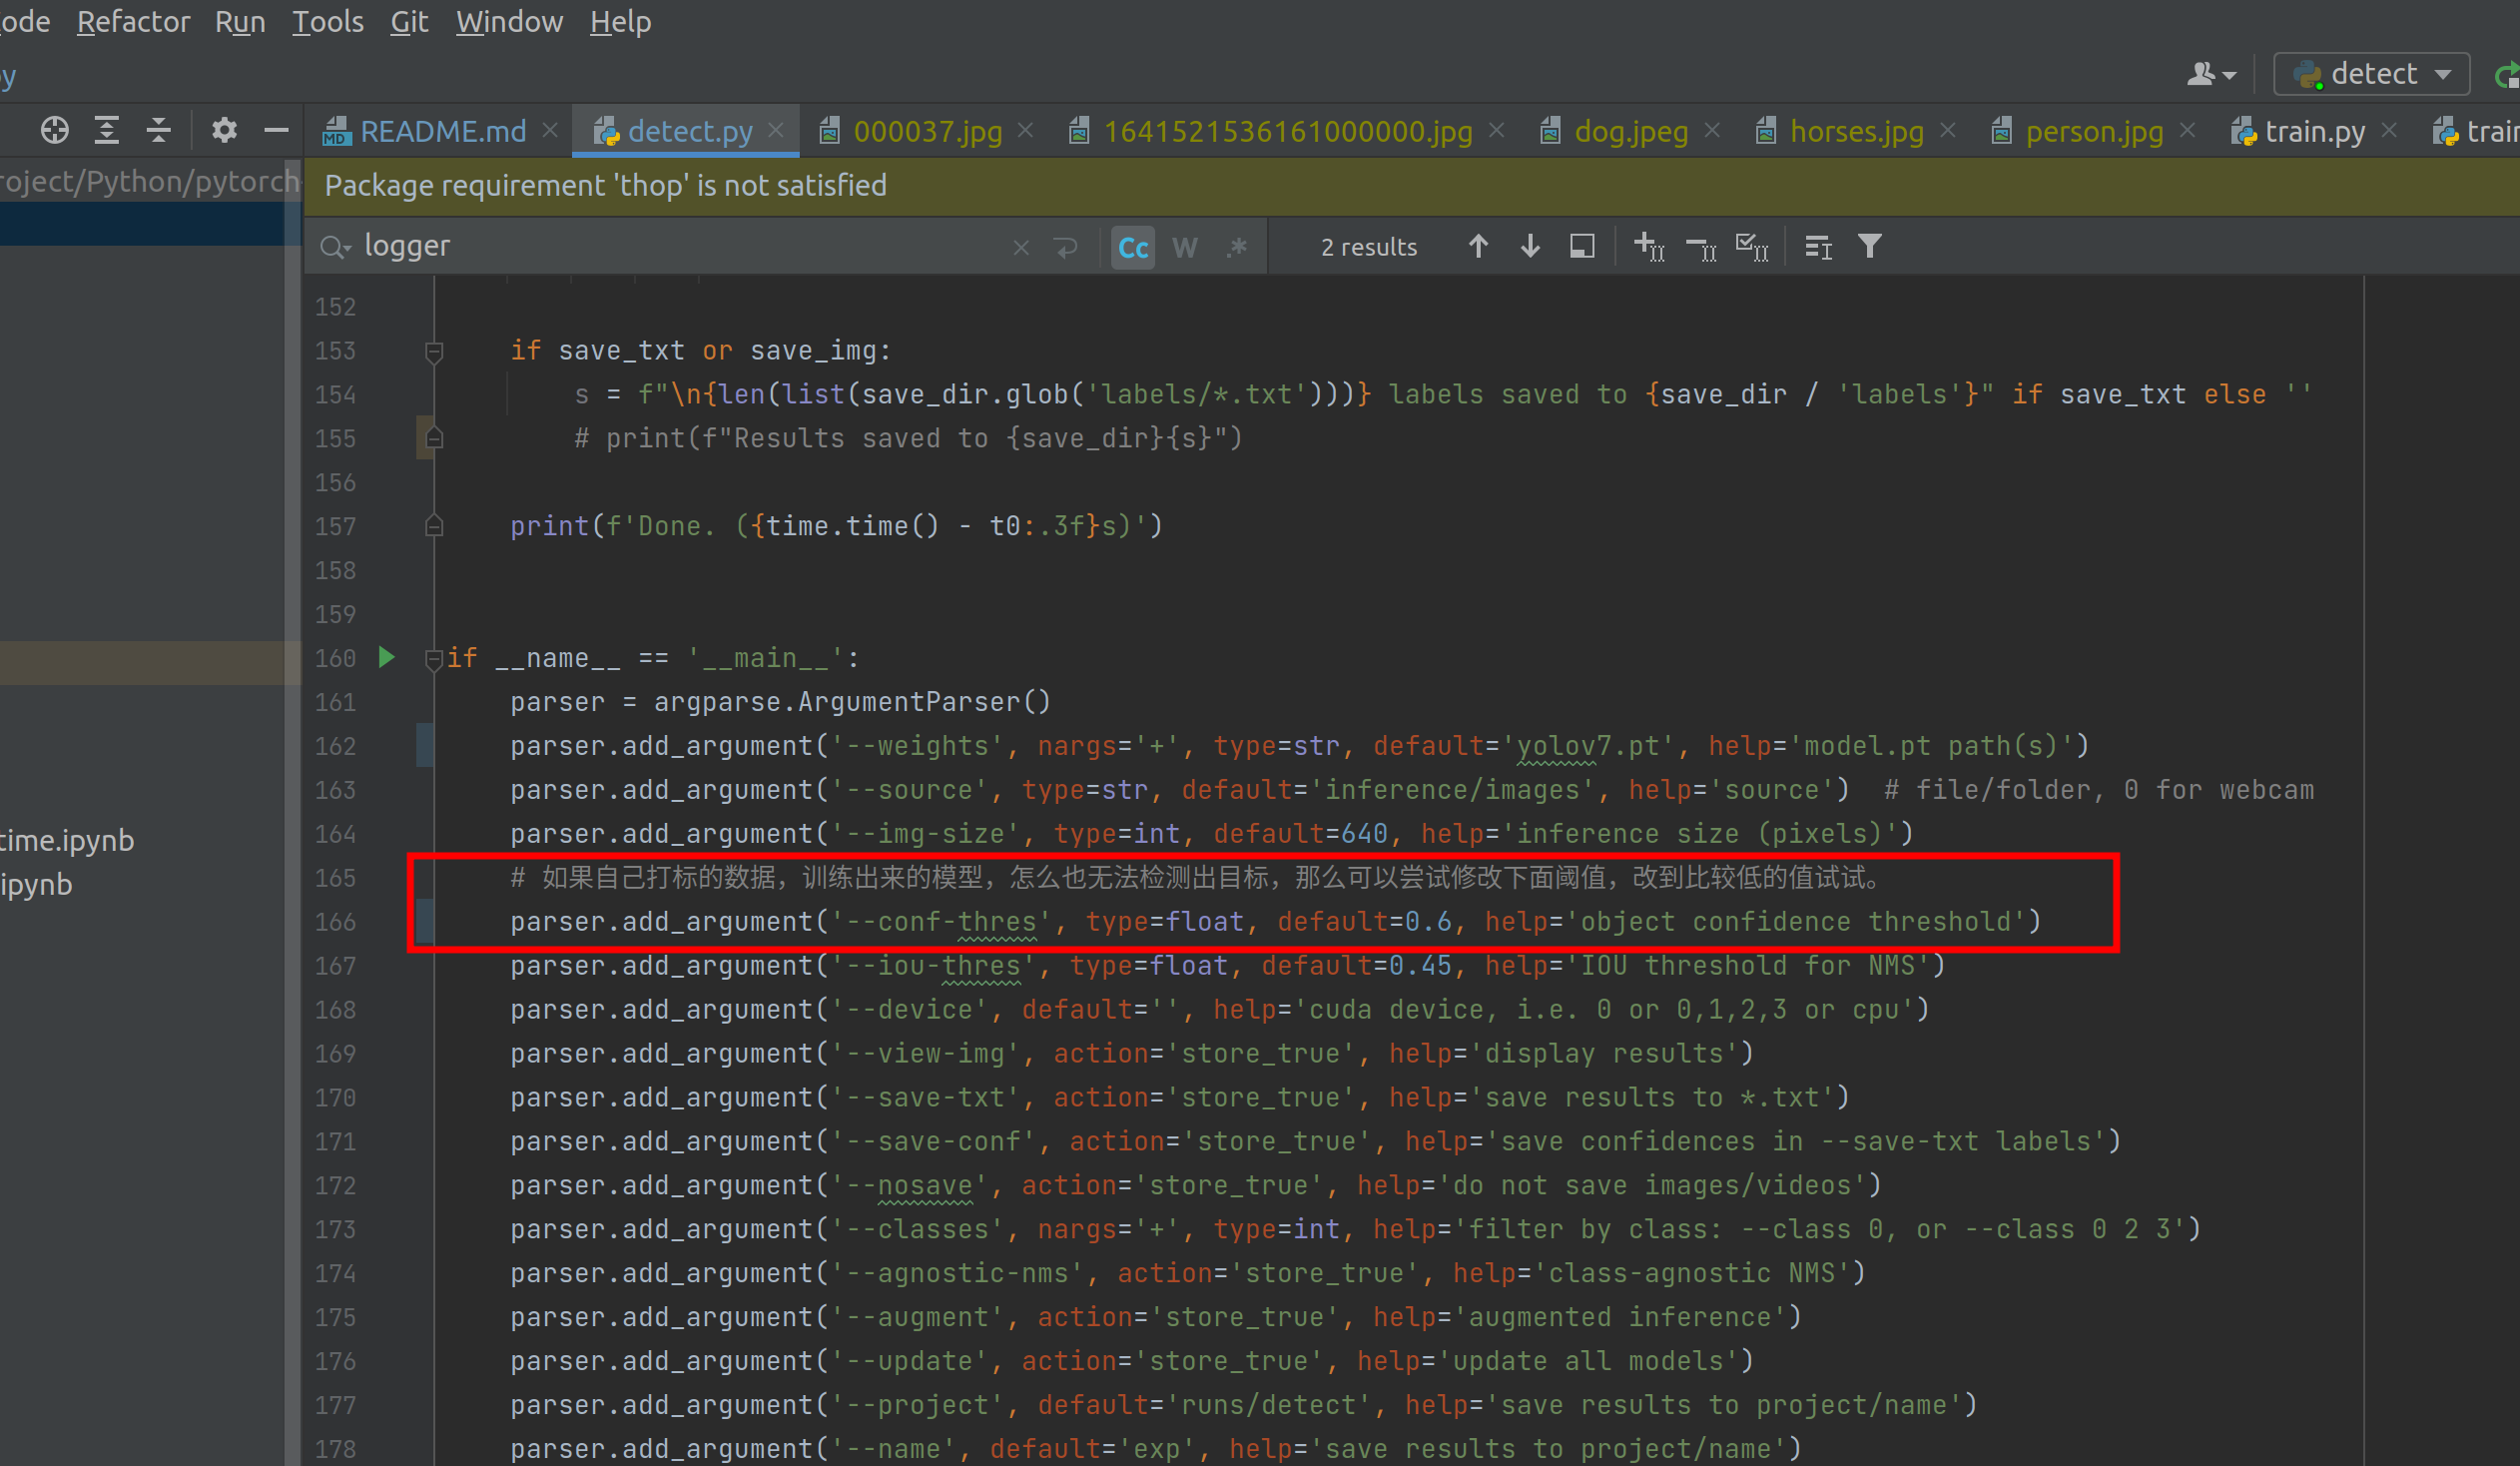 ode Refactor Run Tools Git Window Help
y
detect
README.md detect.py 000037.jpg 1641521536161000000.jpg dog.jpeg horses.jpg person.jpg train.py train
roject/Python/pytorch
Package requirement 'thop' is not satisfied
logger Cc W .* 2 results
152
153 if save_txt or save_img:
154 s = f"\n{len(list(save_dir.glob('labels/*.txt')))} labels saved to {save_dir / 'labels'}" if save_txt else ''
155 # print(f"Results saved to {save_dir}{s}")
156
157 print(f'Done. ({time.time() - t0:.3f}s)')
158
159
160 if __name__ == '__main__':
161 parser = argparse.ArgumentParser()
162 parser.add_argument('--weights', nargs='+', type=str, default='yolov7.pt', help='model.pt path(s)')
163 parser.add_argument('--source', type=str, default='inference/images', help='source')  # file/folder, 0 for webcam
164 parser.add_argument('--img-size', type=int, default=640, help='inference size (pixels)')
time.ipynb
165 # 如果自己打标的数据，训练出来的模型，怎么也无法检测出目标，那么可以尝试修改下面阈值，改到比较低的值试试。
ipynb
166 parser.add_argument('--conf-thres', type=float, default=0.6, help='object confidence threshold')
167 parser.add_argument('--iou-thres', type=float, default=0.45, help='IOU threshold for NMS')
168 parser.add_argument('--device', default='', help='cuda device, i.e. 0 or 0,1,2,3 or cpu')
169 parser.add_argument('--view-img', action='store_true', help='display results')
170 parser.add_argument('--save-txt', action='store_true', help='save results to *.txt')
171 parser.add_argument('--save-conf', action='store_true', help='save confidences in --save-txt labels')
172 parser.add_argument('--nosave', action='store_true', help='do not save images/videos')
173 parser.add_argument('--classes', nargs='+', type=int, help='filter by class: --class 0, or --class 0 2 3')
174 parser.add_argument('--agnostic-nms', action='store_true', help='class-agnostic NMS')
175 parser.add_argument('--augment', action='store_true', help='augmented inference')
176 parser.add_argument('--update', action='store_true', help='update all models')
177 parser.add_argument('--project', default='runs/detect', help='save results to project/name')
178 parser.add_argument('--name', default='exp', help='save results to project/name')